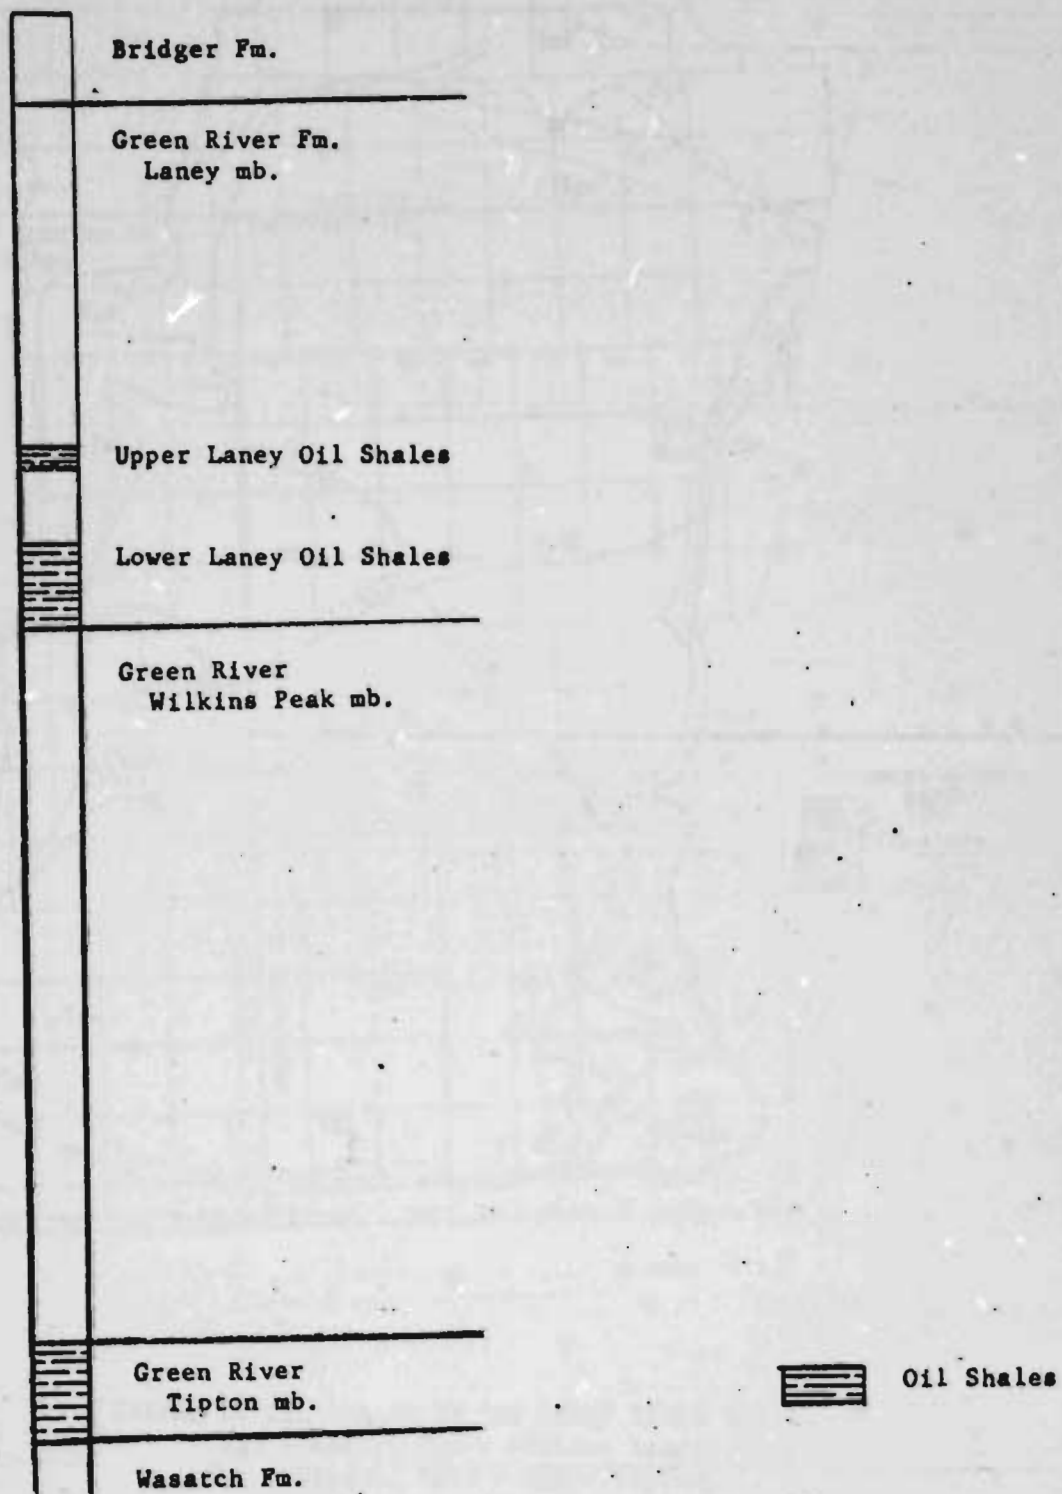 Bridger Fm.
Green River Fm.
Laney mb.
Upper Laney Oil Shales
Lower Laney Oil Shales
Green River
Wilkins Peak mb.
Green River
Tipton mb.
Oil Shales
Wasatch Fm.